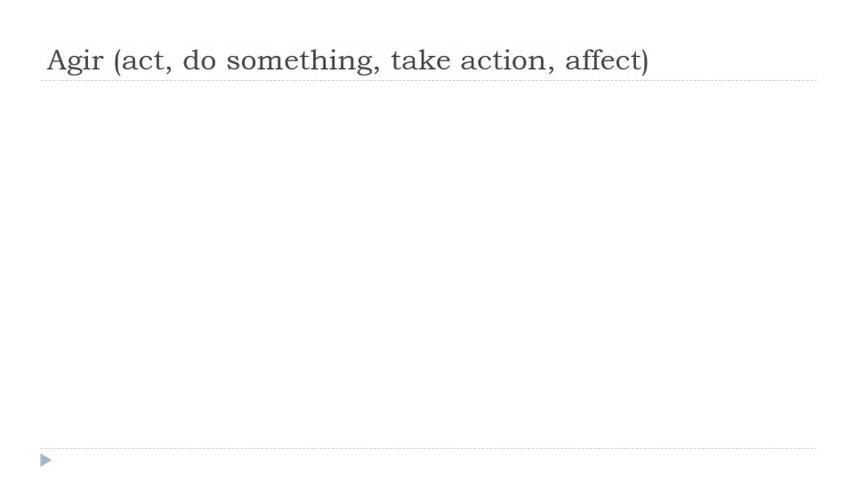 Agir (act, do something, take action, affect)